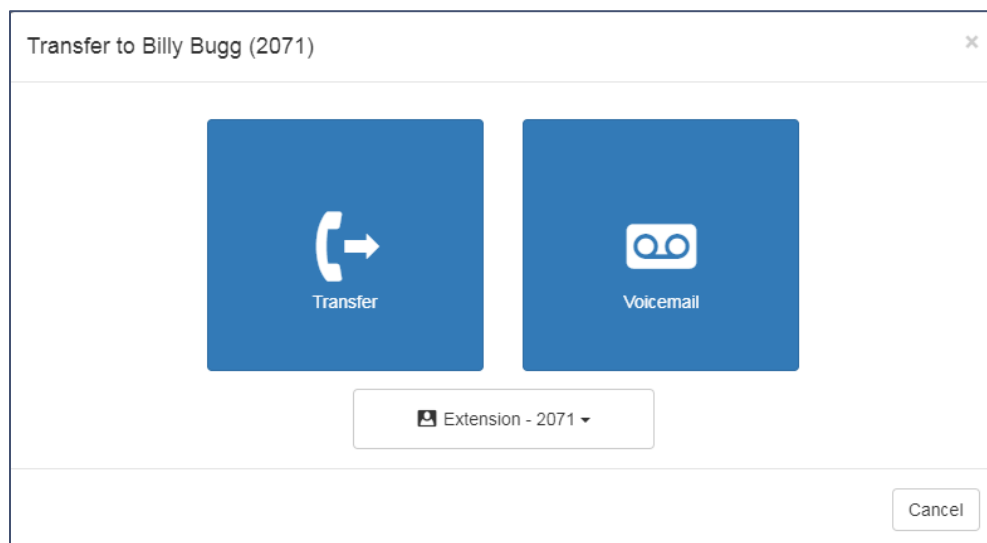 Transfer to Billy Bugg (2071)
×
Transfer
Voicemail
Extension - 2071
Cancel